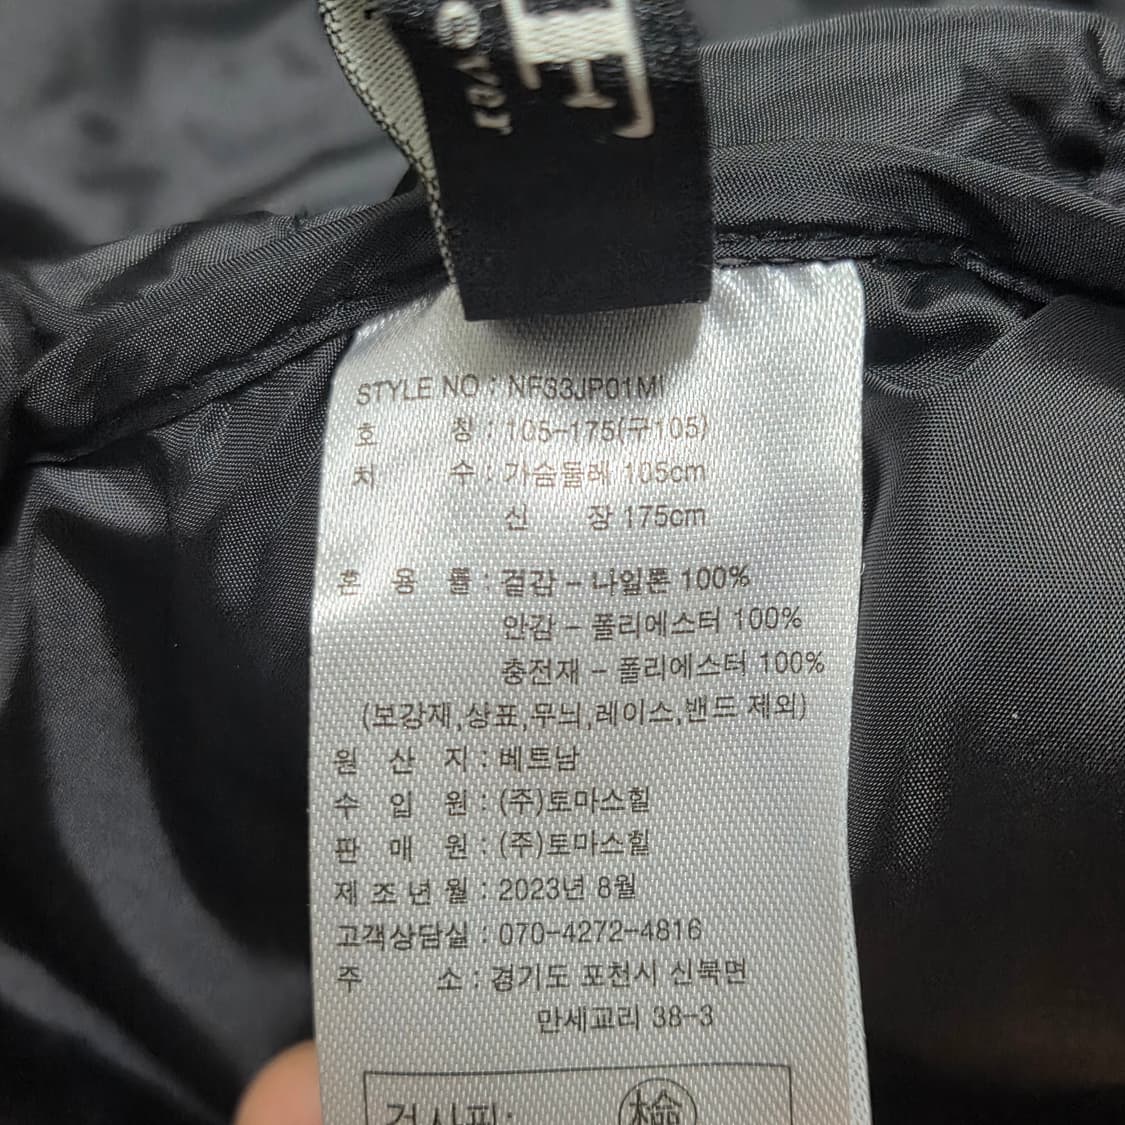 STYLE NO : NFS3JP01MI
호 칭 : 105-175(구105)
치 수 : 가슴둘레 105cm
신 장 175cm
혼 용 률 : 겉감 - 나일론 100%
안감 - 폴리에스터 100%
충전재 - 폴리에스터 100%
(보강재,상표,무늬,레이스,밴드 제외)
원 산 지 : 베트남
수 입 원 : (주)토마스힐
판 매 원 : (주)토마스힐
제 조 년 월 : 2023년 8월
고객상담실 : 070-4272-4816
주 소 : 경기도 포천시 신북면
만세교리 38-3
검사필: 檢